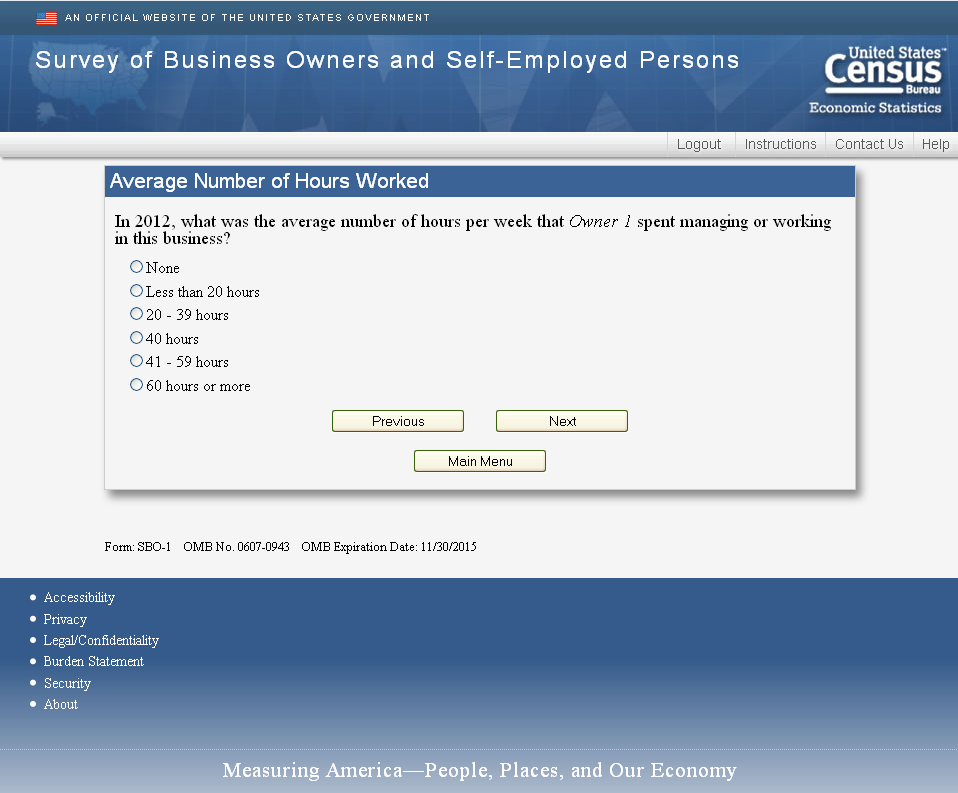 AN OFFICIAL WEBSITE OF THE UNITED STATES GOVERNMENT
Survey of Business Owners and Self-Employed Persons
United States™
Census
Bureau
Economic Statistics
Logout
Instructions
Contact Us
Help
Average Number of Hours Worked
In 2012, what was the average number of hours per week that Owner 1 spent managing or working
in this business?
None
Less than 20 hours
20 - 39 hours
40 hours
41 - 59 hours
60 hours or more
Previous
Next
Main Menu
Form: SBO-1 OMB No. 0607-0943 OMB Expiration Date: 11/30/2015
Accessibility
Privacy
Legal/Confidentiality
Burden Statement
Security
About
Measuring America—People, Places, and Our Economy